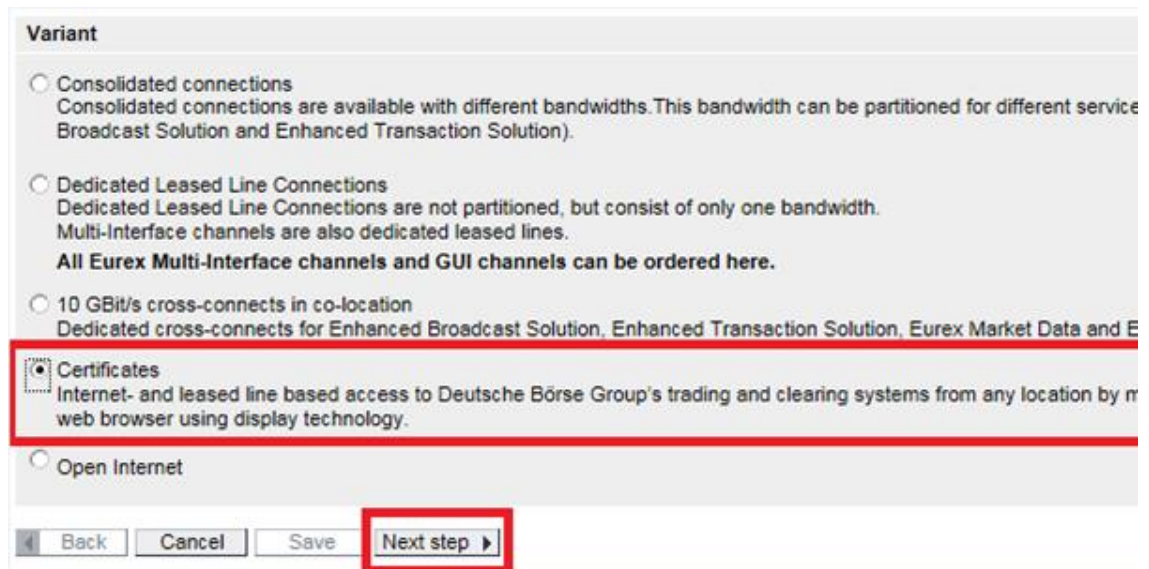 Variant
Consolidated connections
Consolidated connections are available with different bandwidths.This bandwidth can be partitioned for different service
Broadcast Solution and Enhanced Transaction Solution).
Dedicated Leased Line Connections
Dedicated Leased Line Connections are not partitioned, but consist of only one bandwidth.
Multi-Interface channels are also dedicated leased lines.
All Eurex Multi-Interface channels and GUI channels can be ordered here.
10 GBit/s cross-connects in co-location
Dedicated cross-connects for Enhanced Broadcast Solution, Enhanced Transaction Solution, Eurex Market Data and E
Certificates
Internet- and leased line based access to Deutsche Börse Group's trading and clearing systems from any location by m
web browser using display technology.
Open Internet
Back Cancel Save Next step